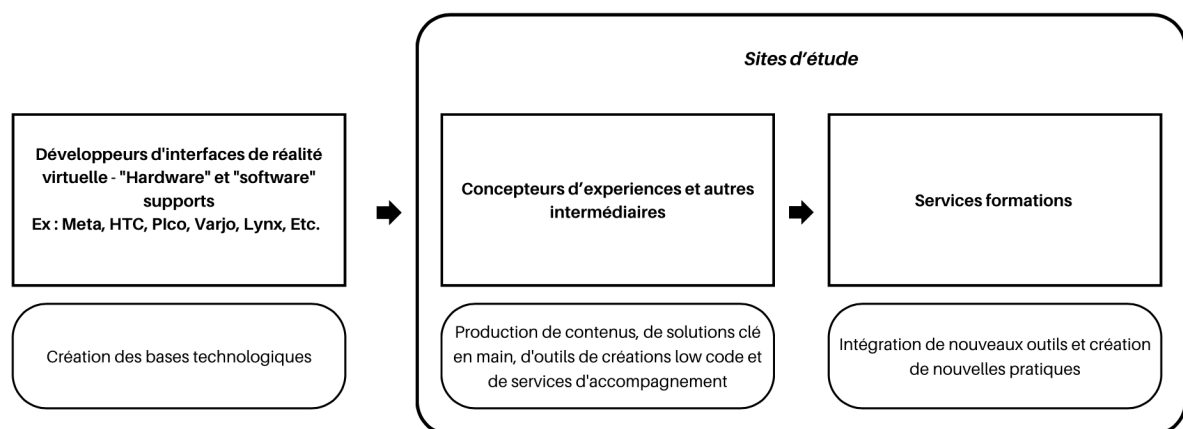 Sites d’étude
Développeurs d'interfaces de réalité
virtuelle - "Hardware" et "software"
supports
Ex : Meta, HTC, PIco, Varjo, Lynx, Etc.
Concepteurs d’experiences et autres
intermédiaires
Services formations
Création des bases technologiques
Production de contenus, de solutions clé
en main, d'outils de créations low code et
de services d'accompagnement
Intégration de nouveaux outils et création
de nouvelles pratiques